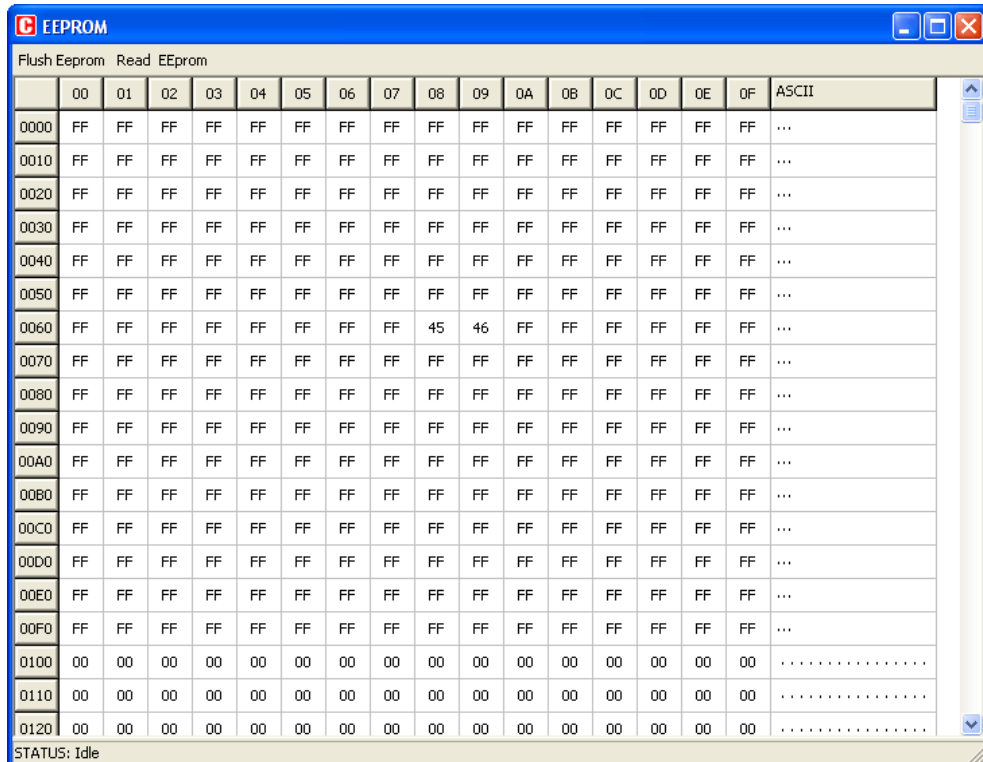 C EEPROM
Flush Eeprom Read EEprom
00 01 02 03 04 05 06 07 08 09 0A 0B 0C 0D 0E 0F ASCII
0000 FF FF FF FF FF FF FF FF FF FF FF FF FF FF FF FF ...
0010 FF FF FF FF FF FF FF FF FF FF FF FF FF FF FF FF ...
0020 FF FF FF FF FF FF FF FF FF FF FF FF FF FF FF FF ...
0030 FF FF FF FF FF FF FF FF FF FF FF FF FF FF FF FF ...
0040 FF FF FF FF FF FF FF FF FF FF FF FF FF FF FF FF ...
0050 FF FF FF FF FF FF FF FF FF FF FF FF FF FF FF FF ...
0060 FF FF FF FF FF FF FF FF 45 46 FF FF FF FF FF FF ...
0070 FF FF FF FF FF FF FF FF FF FF FF FF FF FF FF FF ...
0080 FF FF FF FF FF FF FF FF FF FF FF FF FF FF FF FF ...
0090 FF FF FF FF FF FF FF FF FF FF FF FF FF FF FF FF ...
00A0 FF FF FF FF FF FF FF FF FF FF FF FF FF FF FF FF ...
00B0 FF FF FF FF FF FF FF FF FF FF FF FF FF FF FF FF ...
00C0 FF FF FF FF FF FF FF FF FF FF FF FF FF FF FF FF ...
00D0 FF FF FF FF FF FF FF FF FF FF FF FF FF FF FF FF ...
00E0 FF FF FF FF FF FF FF FF FF FF FF FF FF FF FF FF ...
00F0 FF FF FF FF FF FF FF FF FF FF FF FF FF FF FF FF ...
0100 00 00 00 00 00 00 00 00 00 00 00 00 00 00 00 00 ................
0110 00 00 00 00 00 00 00 00 00 00 00 00 00 00 00 00 ................
0120 00 00 00 00 00 00 00 00 00 00 00 00 00 00 00 00 ................
STATUS: Idle